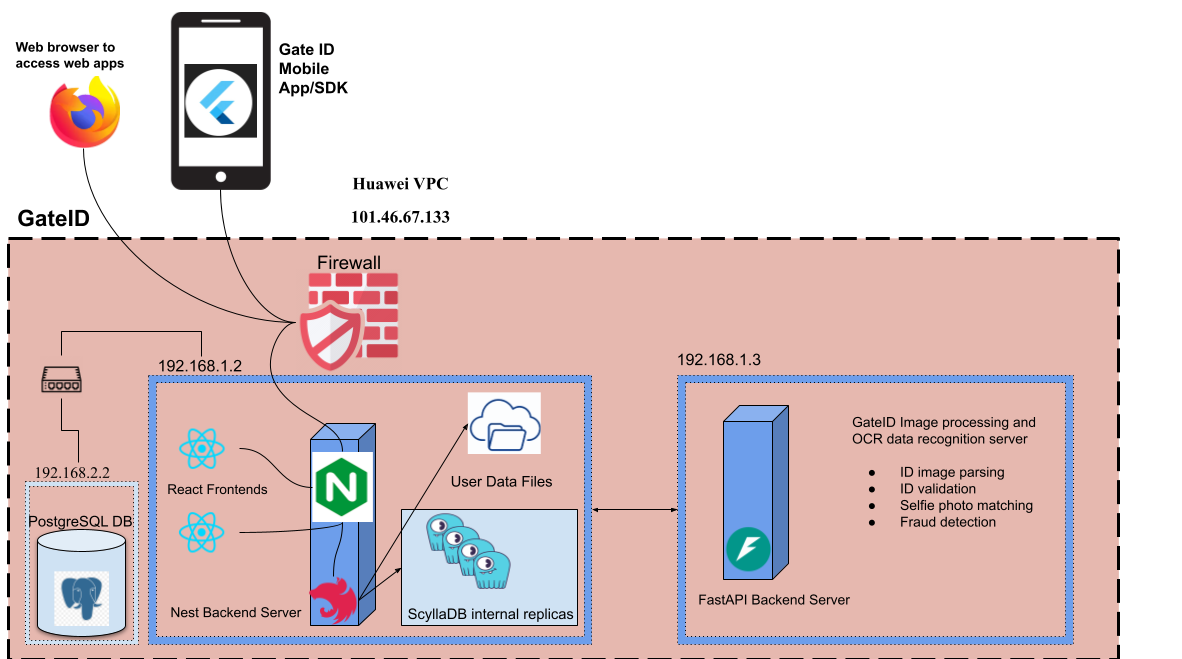 Web browser to
access web apps
Gate ID
Mobile
App/SDK
Huawei VPC
101.46.67.133
GateID
Firewall
192.168.1.2
192.168.1.3
192.168.2.2
PostgreSQL DB
React Frontends
N
Nest Backend Server
User Data Files
ScyllaDB internal replicas
GateID Image processing and
OCR data recognition server
● ID image parsing
● ID validation
● Selfie photo matching
● Fraud detection
FastAPI Backend Server